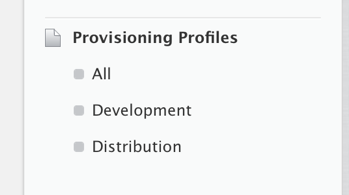 Provisioning Profiles
All
Development
Distribution